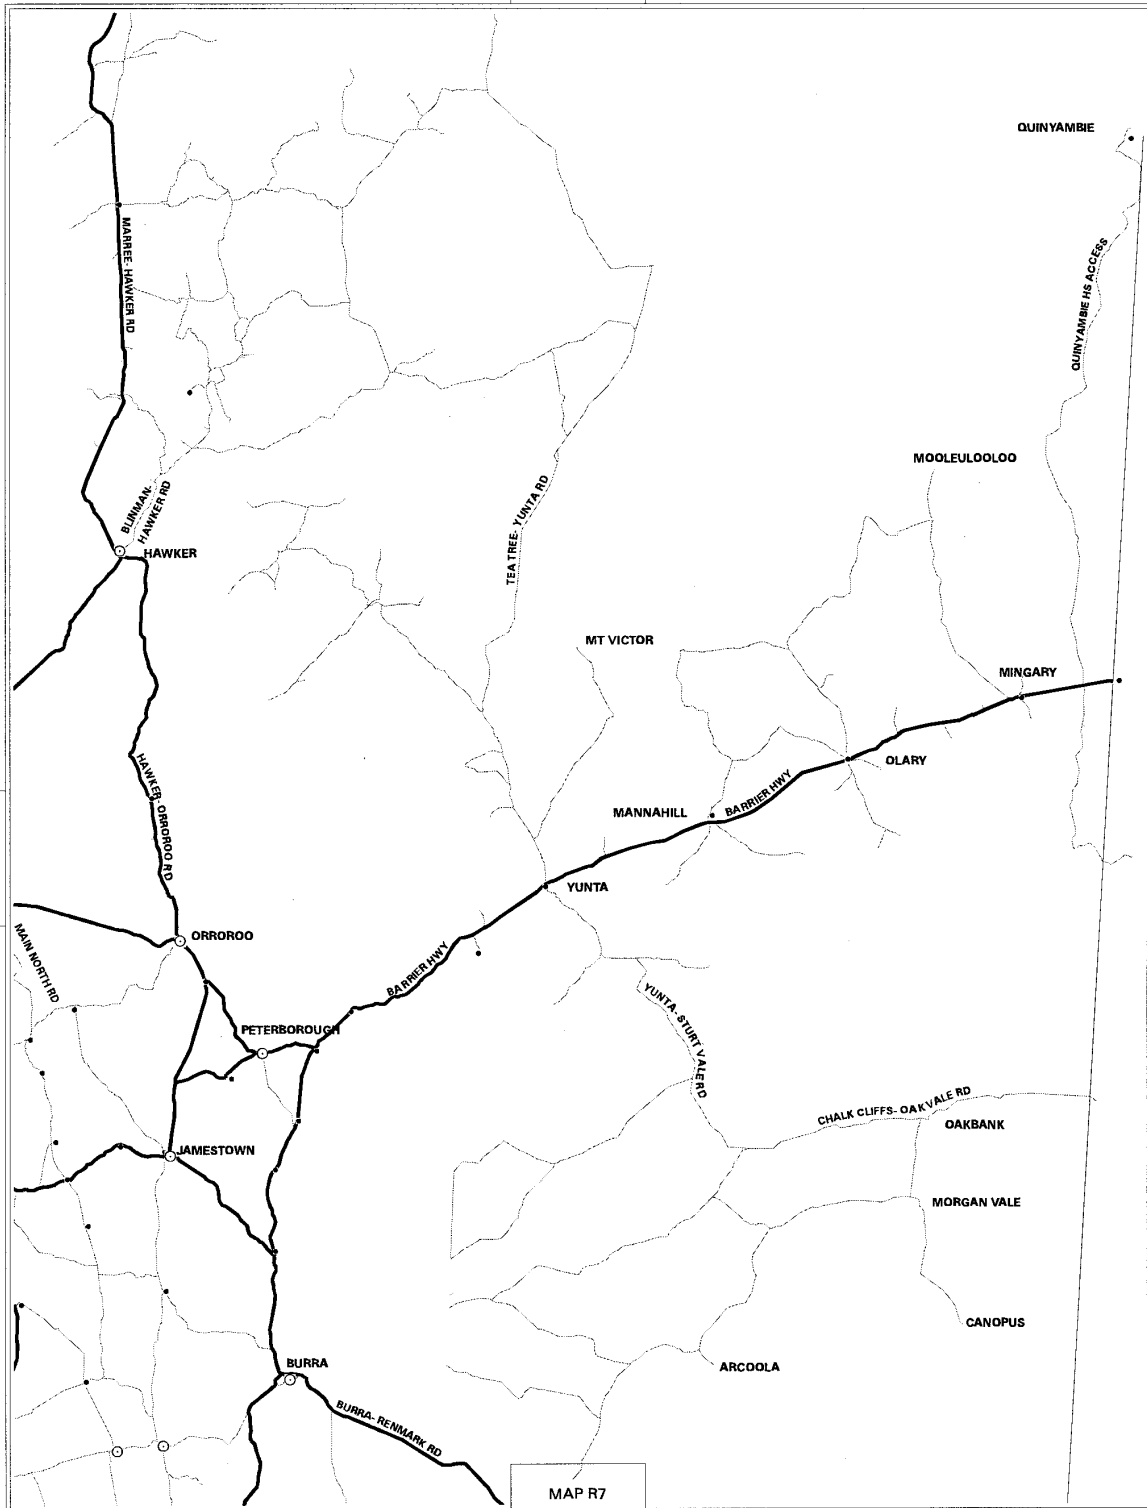 QUINYAMBIE
MARREE- HAWKER RD
QUINYAMBIE HS ACCESS
MOOLEULOOLOO
BLINMAN-
HAWKER RD
TEA TREE- YUNTA RD
HAWKER
MT VICTOR
MINGARY
HAWKER- ORROROO RD
OLARY
BARRIER HWY
MANNAHILL
YUNTA
MAIN NORTH RD
ORROROO
BARRIER HWY
YUNTA- STURT VALE RD
PETERBOROUGH
CHALK CLIFFS- OAKVALE RD
OAKBANK
JAMESTOWN
MORGAN VALE
CANOPUS
BURRA
ARCOOLA
BURRA- RENMARK RD
MAP R7